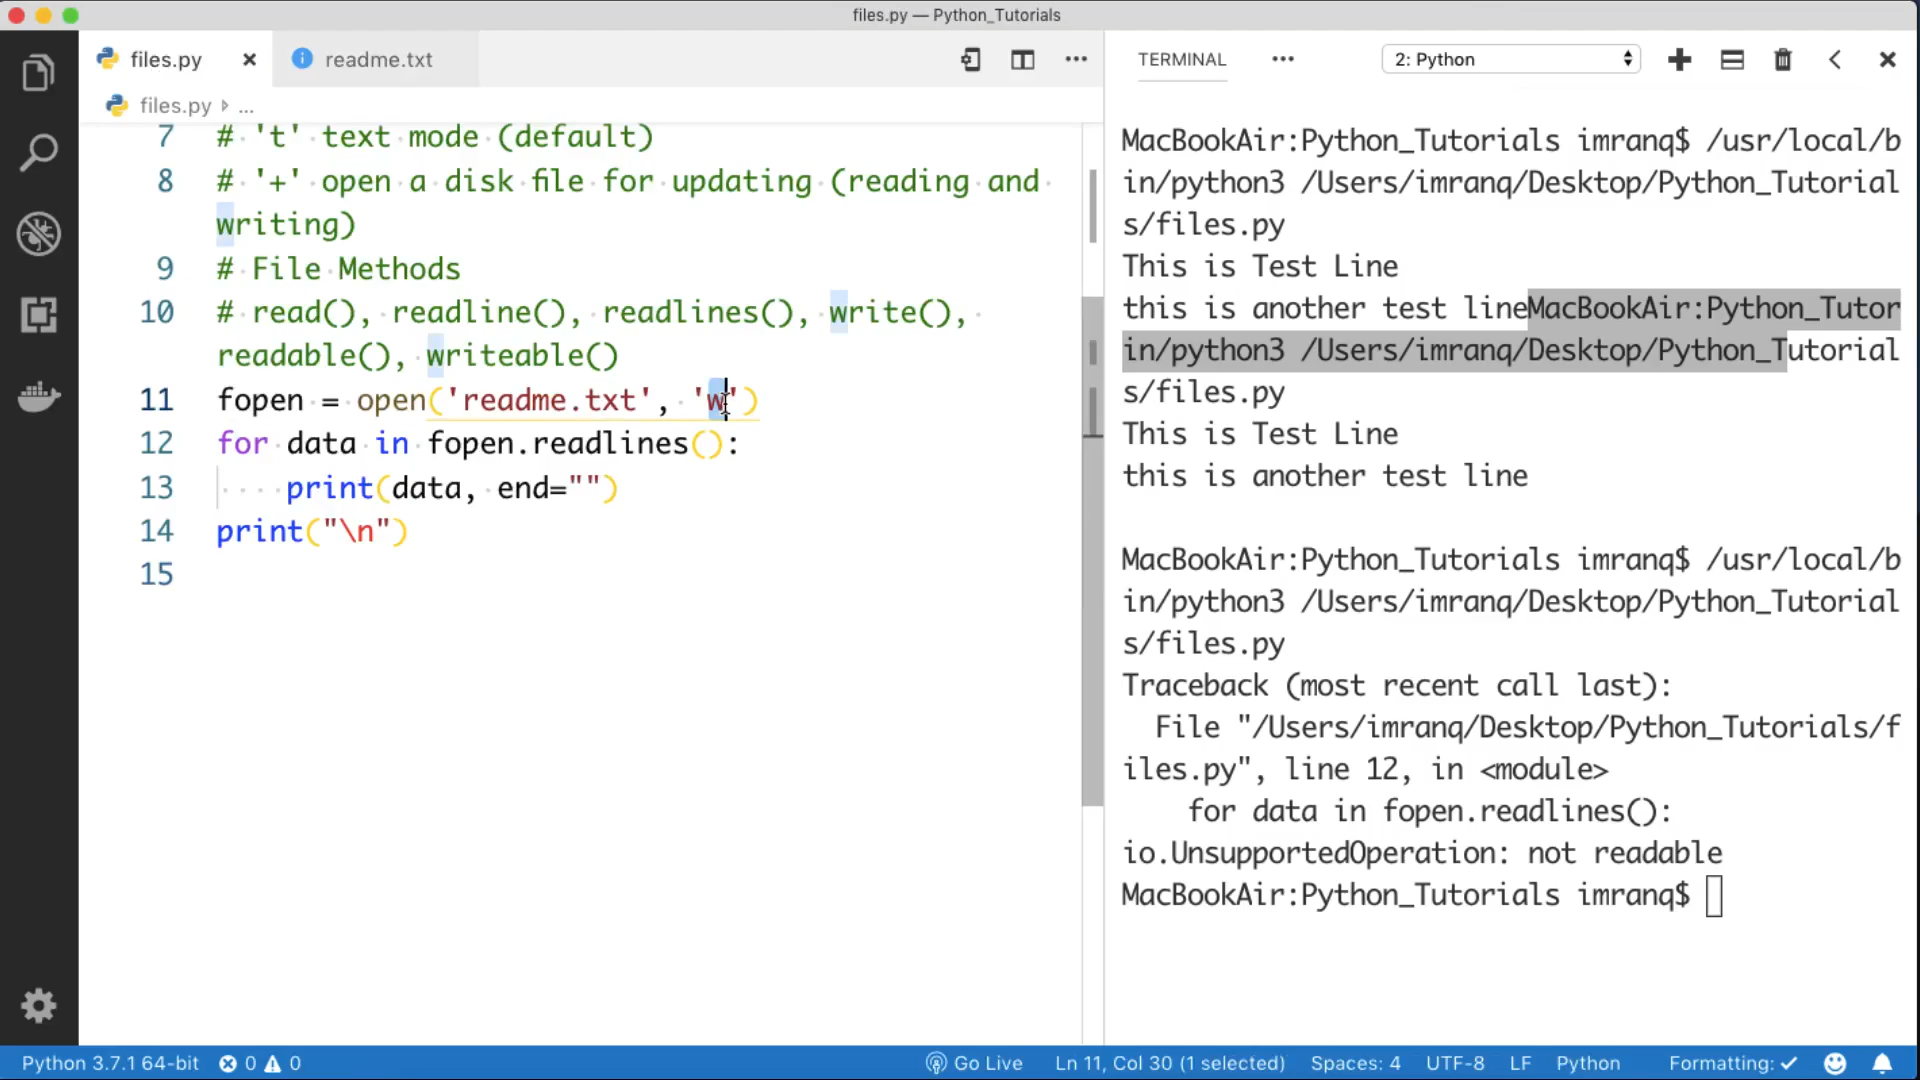 files.py — Python_Tutorials
files.py
readme.txt
files.py ...
7 # 't' text mode (default)
8 # '+' open a disk file for updating (reading and
writing)
9 # File Methods
10 # read(), readline(), readlines(), write(),
readable(), writeable()
11 fopen = open('readme.txt', 'w')
12 for data in fopen.readlines():
13 print(data, end="")
14 print("\n")
15
TERMINAL
2: Python
MacBookAir:Python_Tutorials imranq$ /usr/local/b
in/python3 /Users/imranq/Desktop/Python_Tutorial
s/files.py
This is Test Line
this is another test lineMacBookAir:Python_Tutor
in/python3 /Users/imranq/Desktop/Python_Tutorial
s/files.py
This is Test Line
this is another test line
MacBookAir:Python_Tutorials imranq$ /usr/local/b
in/python3 /Users/imranq/Desktop/Python_Tutorial
s/files.py
Traceback (most recent call last):
File "/Users/imranq/Desktop/Python_Tutorials/f
iles.py", line 12, in <module>
for data in fopen.readlines():
io.UnsupportedOperation: not readable
MacBookAir:Python_Tutorials imranq$
Python 3.7.1 64-bit 0 0 Go Live Ln 11, Col 30 (1 selected) Spaces: 4 UTF-8 LF Python Formatting: ✓